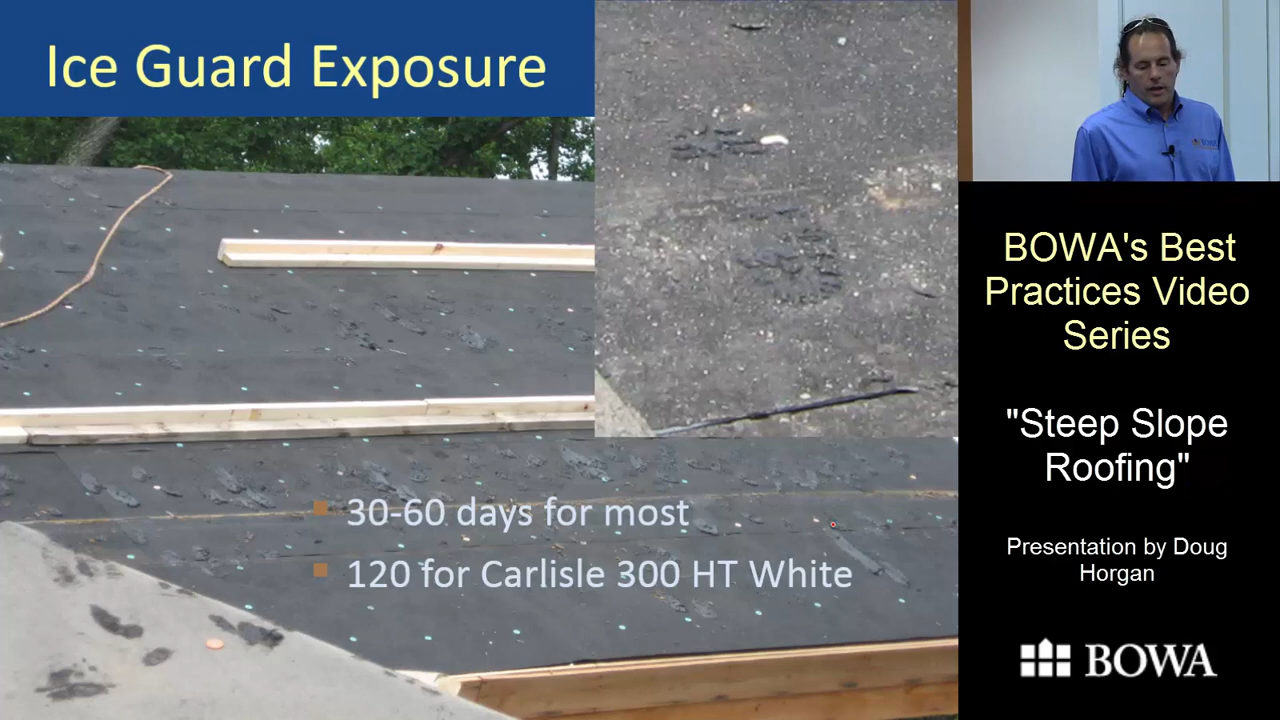 Ice Guard Exposure
30-60 days for most
120 for Carlisle 300 HT White
BOWA's Best
Practices Video
Series
"Steep Slope
Roofing"
Presentation by Doug
Horgan
BOWA